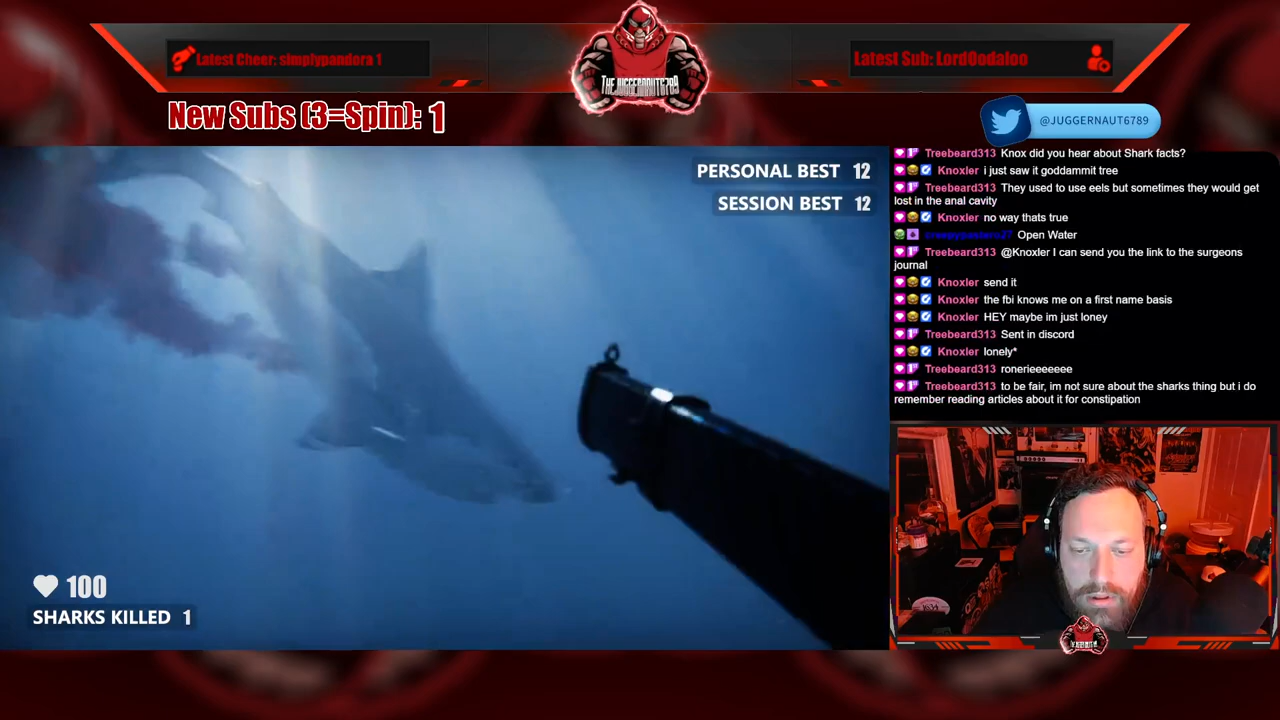 Latest Cheer: simplypandora 1
THEJUGGERNAUT6789
Latest Sub: LordOodaloo
New Subs (3=Spin): 1
@JUGGERNAUT6789
PERSONAL BEST 12
SESSION BEST 12
Treebeard313 Knox did you hear about Shark facts?
Knoxler i just saw it goddammit tree
Treebeard313 They used to use eels but sometimes they would get
lost in the anal cavity
Knoxler no way thats true
Open Water
Treebeard313 @Knoxler I can send you the link to the surgeons
journal
Knoxler send it
Knoxler the fbi knows me on a first name basis
Knoxler HEY maybe im just loney
Treebeard313 Sent in discord
Knoxler lonely*
Treebeard313 ronerieeeeeee
Treebeard313 to be fair, im not sure about the sharks thing but i do
remember reading articles about it for constipation
100
SHARKS KILLED 1